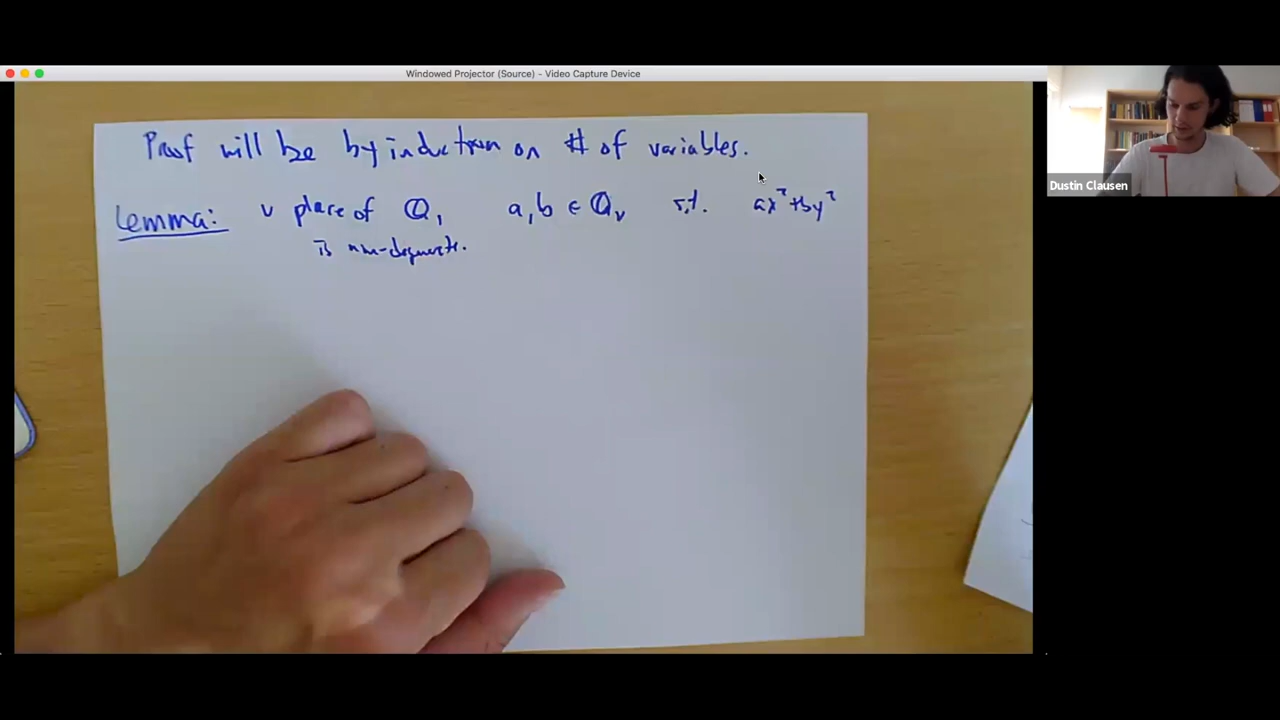 Windowed Projector (Source) - Video Capture Device
Proof will be by induction on # of variables.
Lemma: v place of ℚ, a, b ∈ ℚᵥ s.t. ax²+by²
is non-degenerate.
Dustin Clausen